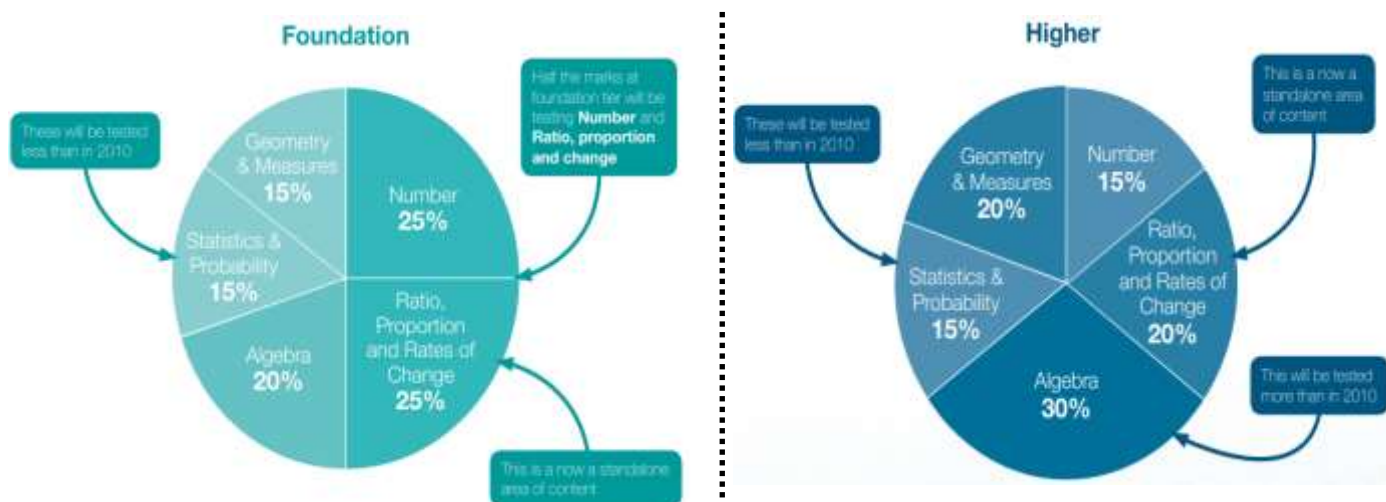 Foundation
Half the marks at
foundation tier will be
testing Number and
Ratio, proportion
and change
These will be tested
less than in 2010
Geometry
& Measures
15%
Number
25%
Statistics &
Probability
15%
Ratio,
Proportion
and Rates of
Change
25%
Algebra
20%
This is a now a standalone
area of content
Higher
This is a now a
standalone area
of content
These will be tested
less than in 2010
Geometry
& Measures
20%
Number
15%
Ratio,
Proportion
and Rates of
Change
20%
Statistics &
Probability
15%
Algebra
30%
This will be tested
more than in 2010